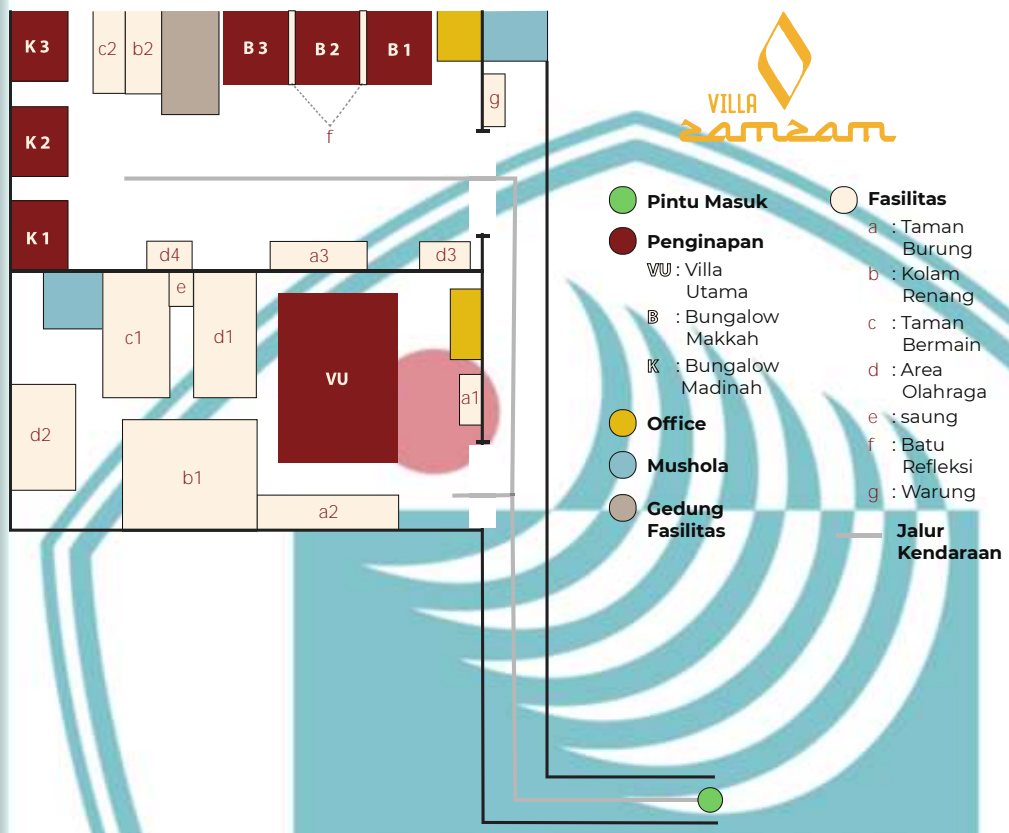 K 3
c2
b2
B 3
B 2
B 1
g
f
K 2
K 1
d4
a3
d3
e
c1
d1
VU
a1
d2
b1
a2
VILLA
zamzam
Pintu Masuk
Penginapan
VU : Villa
Utama
B : Bungalow
Makkah
K : Bungalow
Madinah
Office
Mushola
Gedung
Fasilitas
Fasilitas
a : Taman
Burung
b : Kolam
Renang
c : Taman
Bermain
d : Area
Olahraga
e : saung
f : Batu
Refleksi
g : Warung
Jalur
Kendaraan